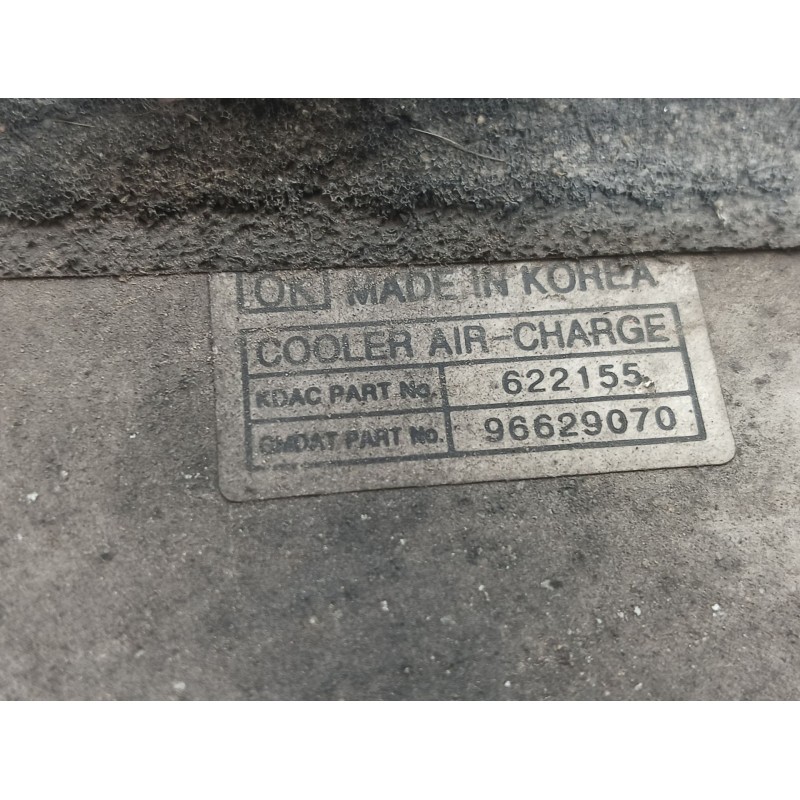 OK MADE IN KOREA
COOLER AIR-CHARGE
KDAC PART No. 622155
GMDAT PART No. 96629070